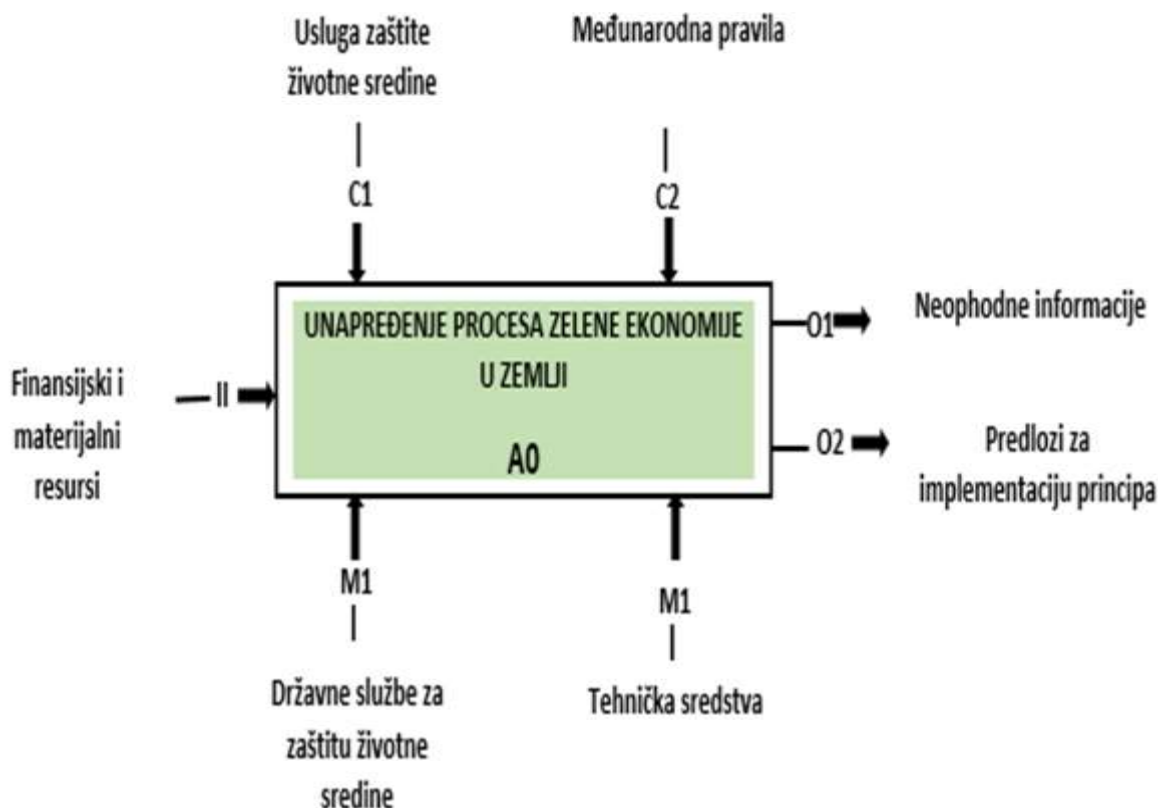 Usluga zaštite
životne sredine
Međunarodna pravila
C1
C2
UNAPREĐENJE PROCESA ZELENE EKONOMIJE
U ZEMLJI
A0
O1
Neophodne informacije
Finansijski i
materijalni
resursi
II
O2
Predlozi za
implementaciju principa
M1
M1
Državne službe za
zaštitu životne
sredine
Tehnička sredstva